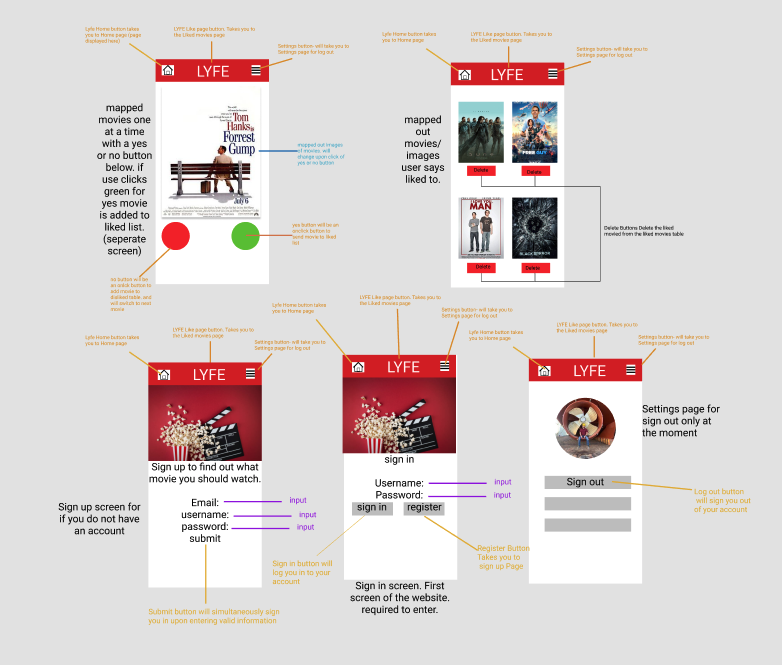 Lyfe Home button takes
you to Home page (page
displayed here)
LYFE Like page button. Takes you to
the Liked movies page
Settings button- will take you to
Settings page for log out
LYFE
mapped
movies one
at a time
with a yes
or no button
below. if
use clicks
green for
yes movie
is added to
liked list.
(seperate
screen)
Tom
Hanks is
Forrest
Gump
July 6
mapped out images
of movies. will
change upon click of
yes or no button
yes button will be an
onclick button to
send movie to liked
list
no button will be
an onlick button to
add movie to
disliked table, and
will switch to next
movie
Lyfe Home button takes
you to Home page
LYFE Like page button. Takes you to
the Liked movies page
Settings button- will take you to
Settings page for log out
LYFE
mapped
out
movies/
images
user says
liked to.
FREE GUY
Delete
Delete
MAN
BLACK MIRROR
Delete
Delete
Delete Buttons Delete the liked
movied from the liked movies table
Lyfe Home button takes
you to Home page
LYFE Like page button. Takes you to
the Liked movies page
Settings button- will take you to
Settings page for log out
LYFE
Sign up to find out what
movie you should watch.
Email:
input
username:
input
password:
input
submit
Sign up screen for
if you do not have
an account
Submit button will simultaneously sign
you in upon entering valid information
Lyfe Home button takes
you to Home page
LYFE Like page button. Takes you to
the Liked movies page
Settings button- will take you to
Settings page for log out
LYFE
sign in
Username:
input
Password:
input
sign in
register
Sign in button will
log you in to your
account
Register Button
Takes you to
sign up Page
Sign in screen. First
screen of the website.
required to enter.
Lyfe Home button takes
you to Home page
LYFE Like page button. Takes you to
the Liked movies page
Settings button- will take you to
Settings page for log out
LYFE
Settings page for
sign out only at
the moment
Sign out
Log out button
will sign you out
of your account